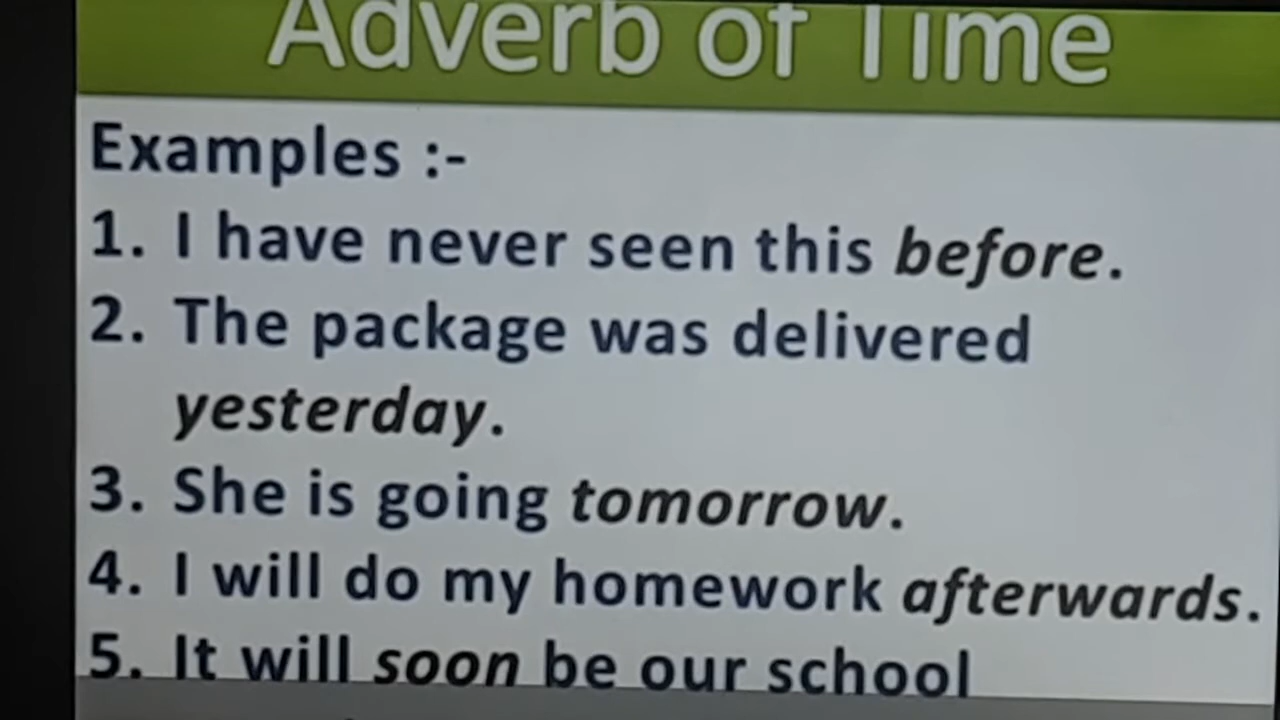 Adverb of Time
Examples :-
1. I have never seen this before.
2. The package was delivered
yesterday.
3. She is going tomorrow.
4. I will do my homework afterwards.
5. It will soon be our school